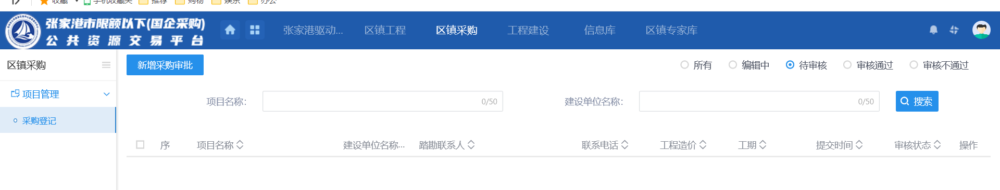 收藏 手机收藏夹 推荐 购物 娱乐 办公
张家港市限额以下(国企采购)
公共资源交易平台
张家港驱动... 区镇工程 区镇采购 工程建设 信息库 区镇专家库
区镇采购
新增采购审批
所有 编辑中 待审核 审核通过 审核不通过
项目管理
项目名称: 0/50 建设单位名称: 0/50 搜索
采购登记
序 项目名称 建设单位名称... 踏勘联系人 联系电话 工程造价 工期 提交时间 审核状态 操作